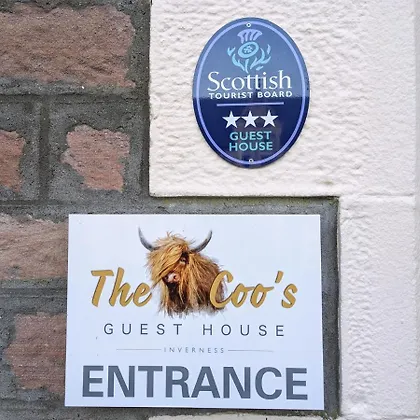 Scottish
TOURIST BOARD
★★★
GUEST
HOUSE
The Coo's
GUEST HOUSE
INVERNESS
ENTRANCE